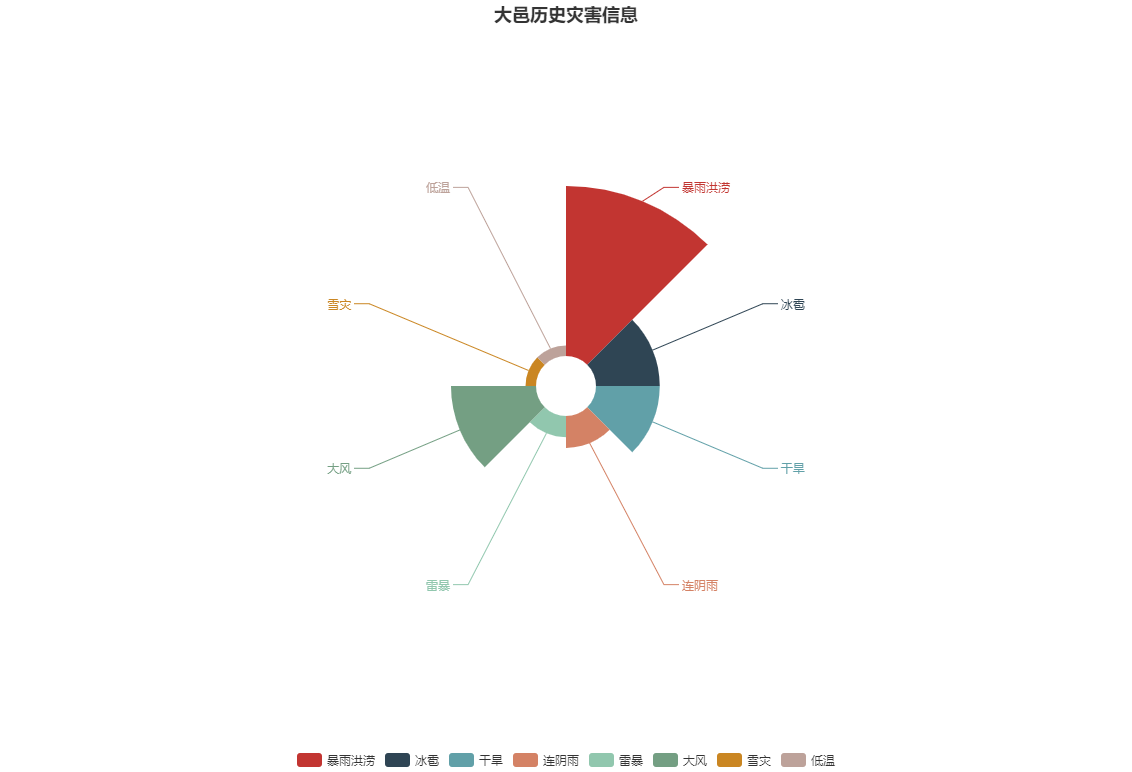 大邑历史灾害信息
低温
暴雨洪涝
雪灾
冰雹
大风
干旱
雷暴
连阴雨
暴雨洪涝 冰雹 干旱 连阴雨 雷暴 大风 雪灾 低温